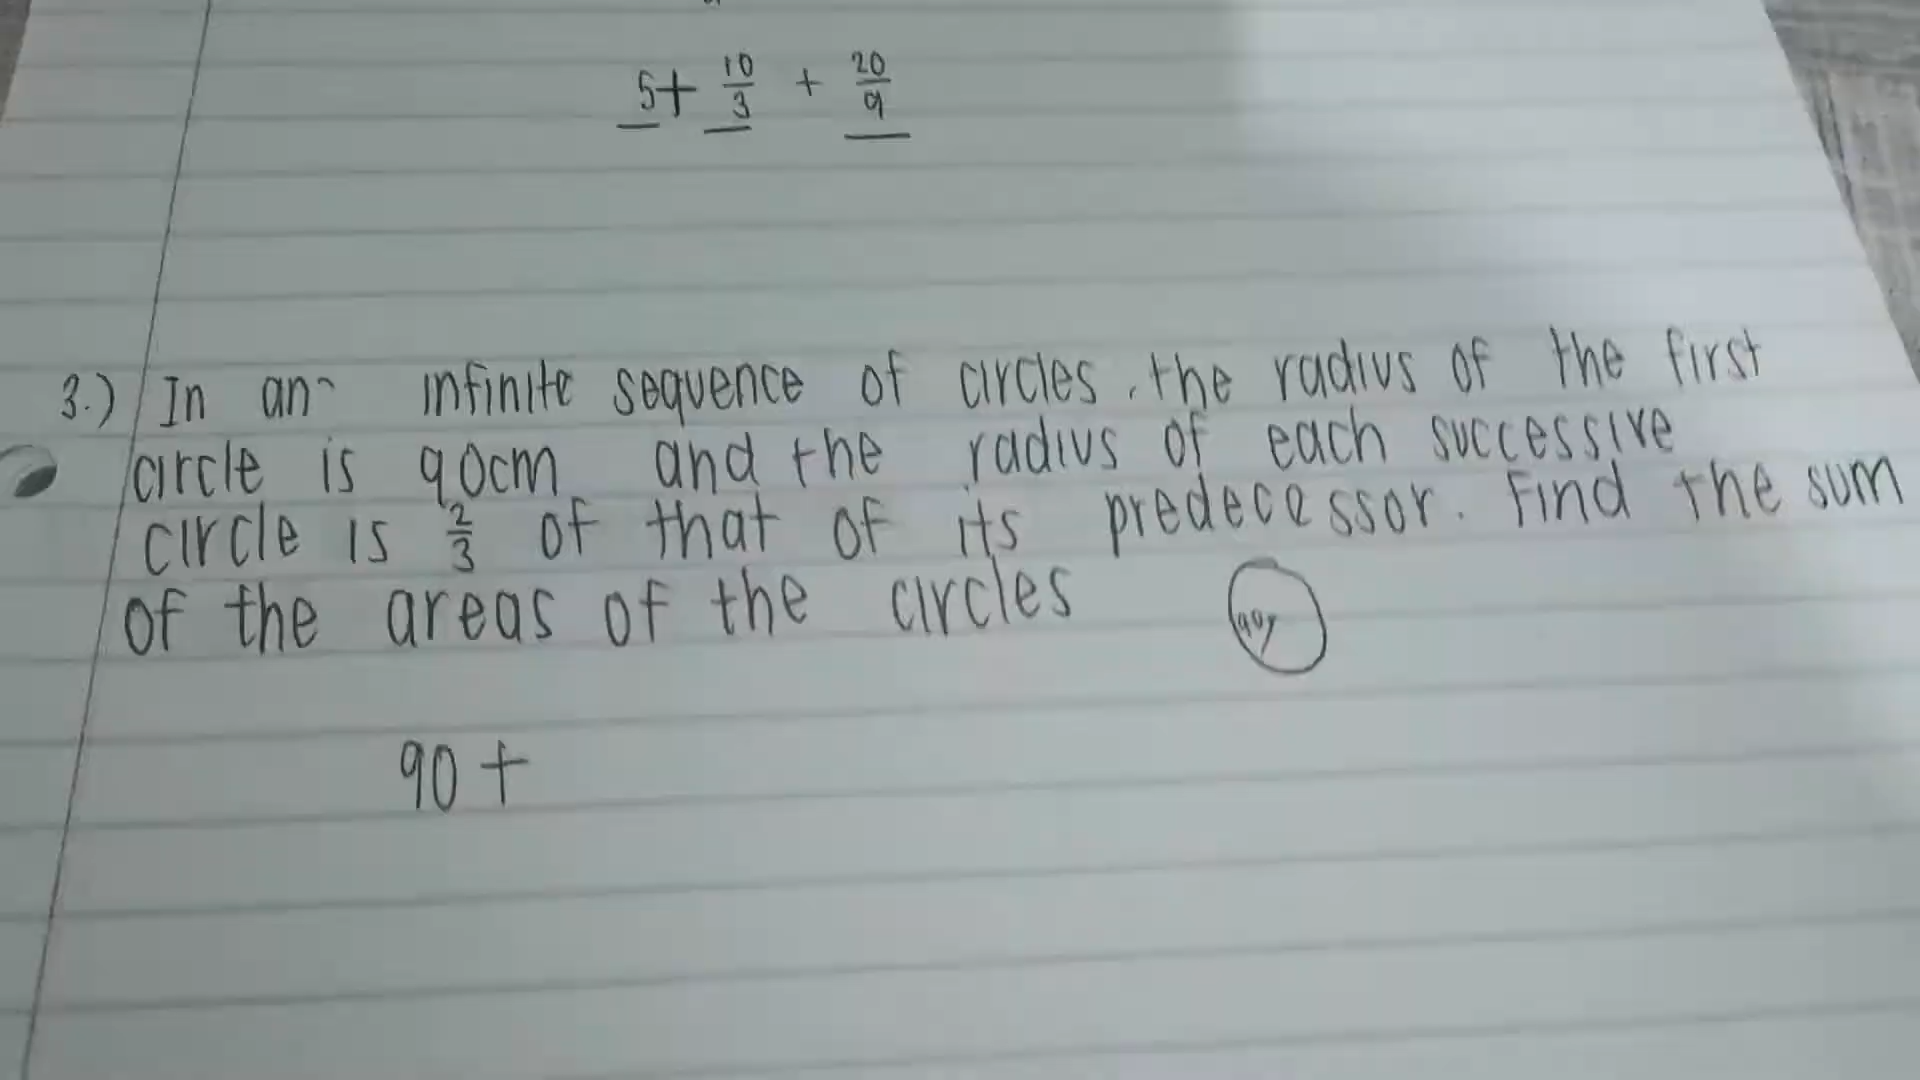 5 + 10/3 + 20/9
3.) In an infinite sequence of circles, the radius of the first
circle is 90cm and the radius of each successive
circle is 2/3 of that of its predecessor. Find the sum
of the areas of the circles
90 +